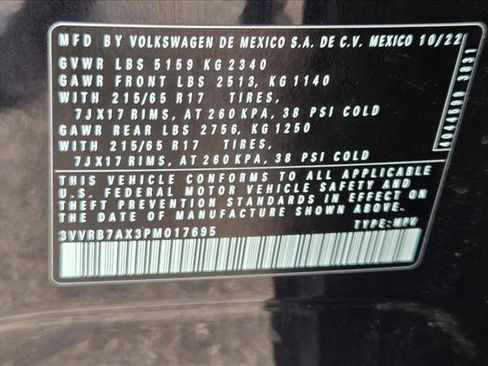 MFD BY VOLKSWAGEN DE MEXICO S.A. DE C.V. MEXICO 10/22
GVWR LBS 5159 KG 2340
GAWR FRONT LBS 2513, KG 1140
WITH 215/65 R17 TIRES,
7JX17 RIMS, AT 260 KPA, 38 PSI COLD
GAWR REAR LBS 2756, KG 1250
WITH 215/65 R17 TIRES,
7JX17 RIMS, AT 260 KPA, 38 PSI COLD
THIS VEHICLE CONFORMS TO ALL APPLICABLE
U.S. FEDERAL MOTOR VEHICLE SAFETY AND
THEFT PREVENTION STANDARDS IN EFFECT ON
THE DATE OF MANUFACTURE SHOWN ABOVE.
3VVRB7AX3PM017695 TYPE:MPV